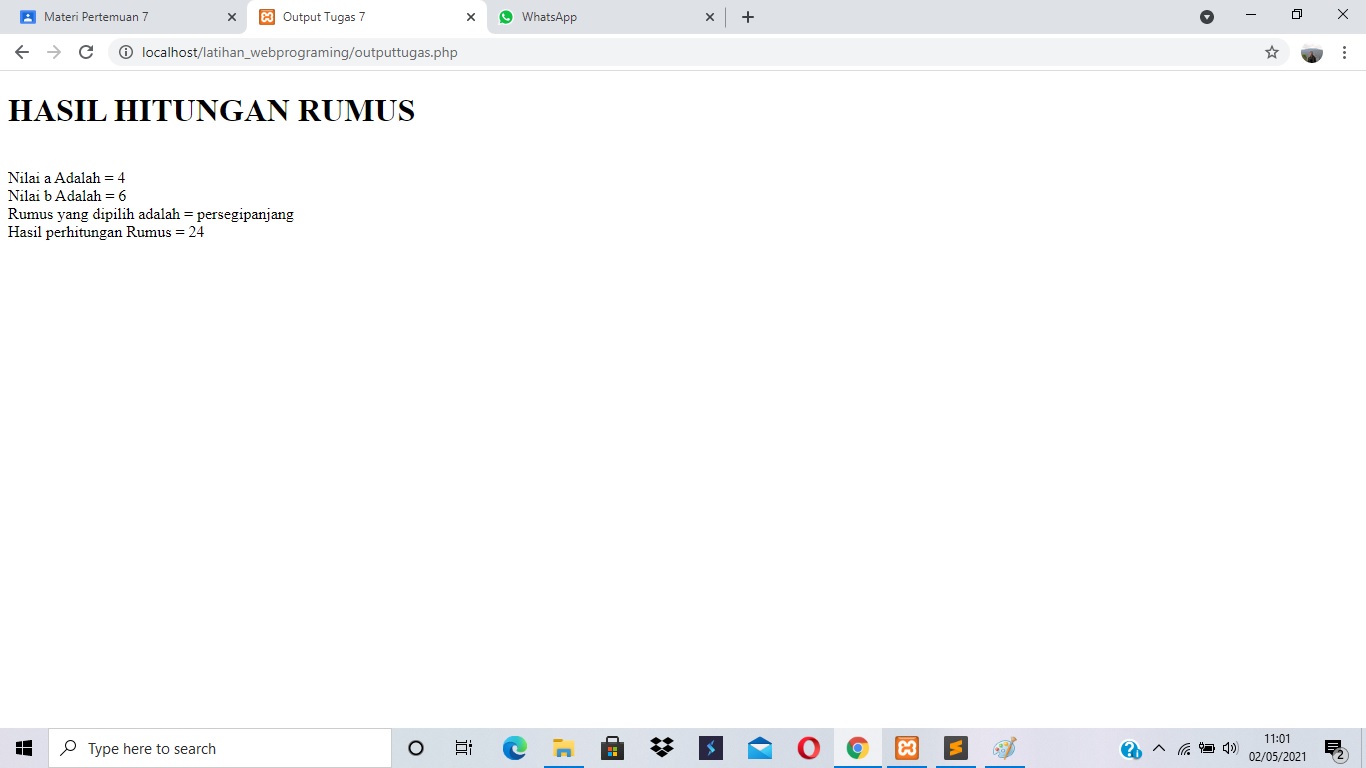 Materi Pertemuan 7
Output Tugas 7
WhatsApp
localhost/latihan_webprograming/outputtugas.php
HASIL HITUNGAN RUMUS
Nilai a Adalah = 4
Nilai b Adalah = 6
Rumus yang dipilih adalah = persegipanjang
Hasil perhitungan Rumus = 24
Type here to search
11:01
02/05/2021
2